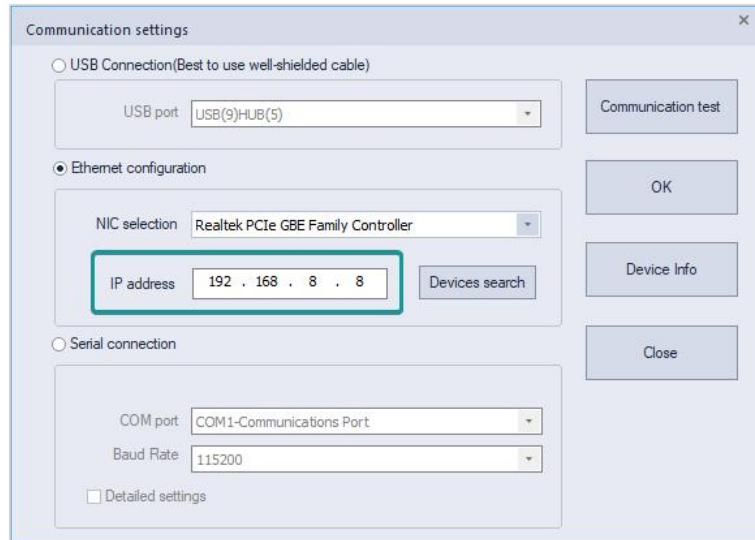 Communication settings
×
USB Connection(Best to use well-shielded cable)
USB port USB(9)HUB(5)
Communication test
Ethernet configuration
OK
NIC selection Realtek PCIe GBE Family Controller
IP address 192 . 168 . 8 . 8 Devices search
Device Info
Serial connection
Close
COM port COM1-Communications Port
Baud Rate 115200
Detailed settings